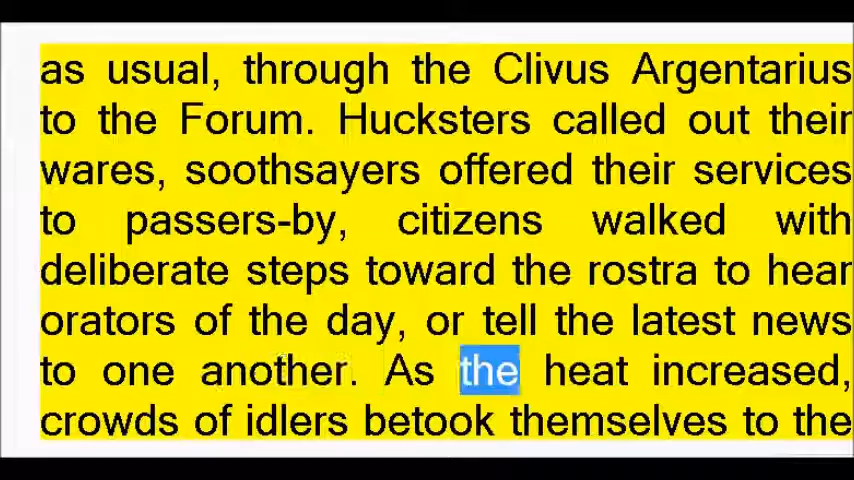 as usual, through the Clivus Argentarius
to the Forum. Hucksters called out their
wares, soothsayers offered their services
to passers-by, citizens walked with
deliberate steps toward the rostra to hear
orators of the day, or tell the latest news
to one another. As the heat increased,
crowds of idlers betook themselves to the